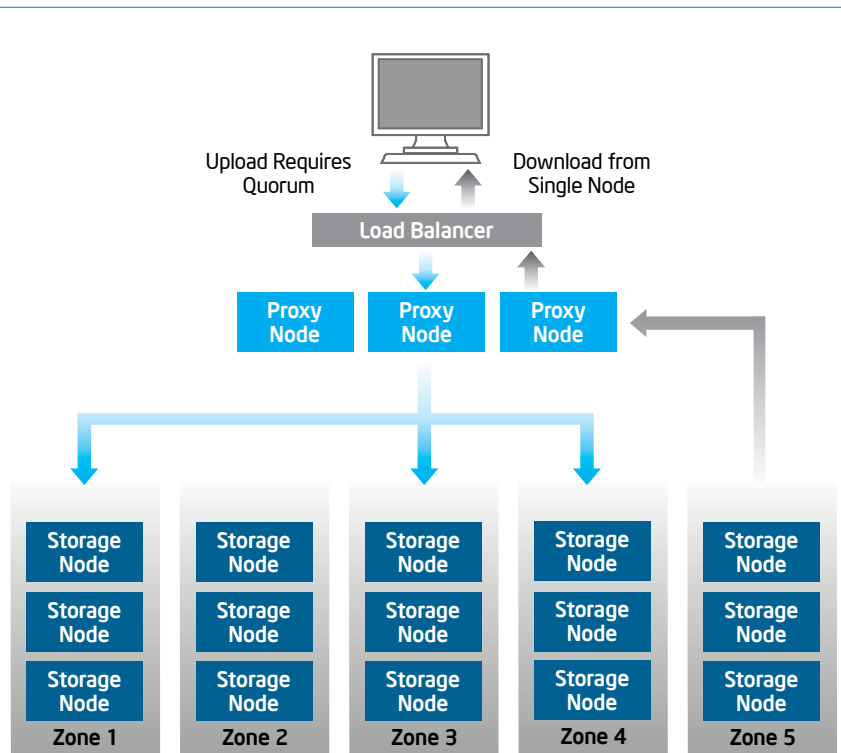 Upload Requires
Quorum
Download from
Single Node
Load Balancer
Proxy
Node
Proxy
Node
Proxy
Node
Storage
Node
Storage
Node
Storage
Node
Zone 1
Storage
Node
Storage
Node
Storage
Node
Zone 2
Storage
Node
Storage
Node
Storage
Node
Zone 3
Storage
Node
Storage
Node
Storage
Node
Zone 4
Storage
Node
Storage
Node
Storage
Node
Zone 5